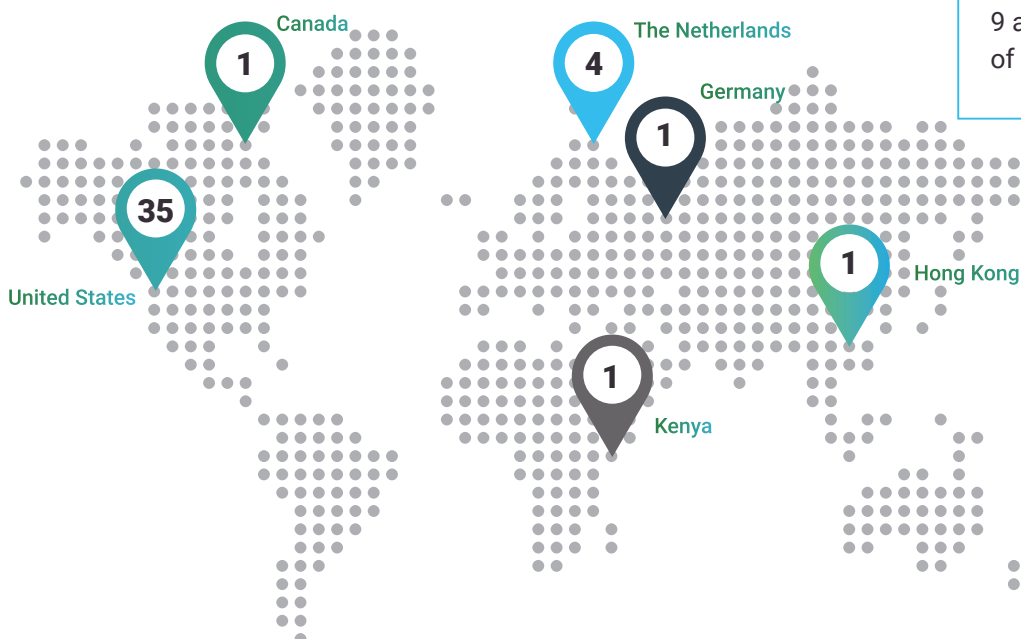 Canada
1
The Netherlands
4
9 a
of
Germany
1
35
United States
1
Hong Kong
1
Kenya